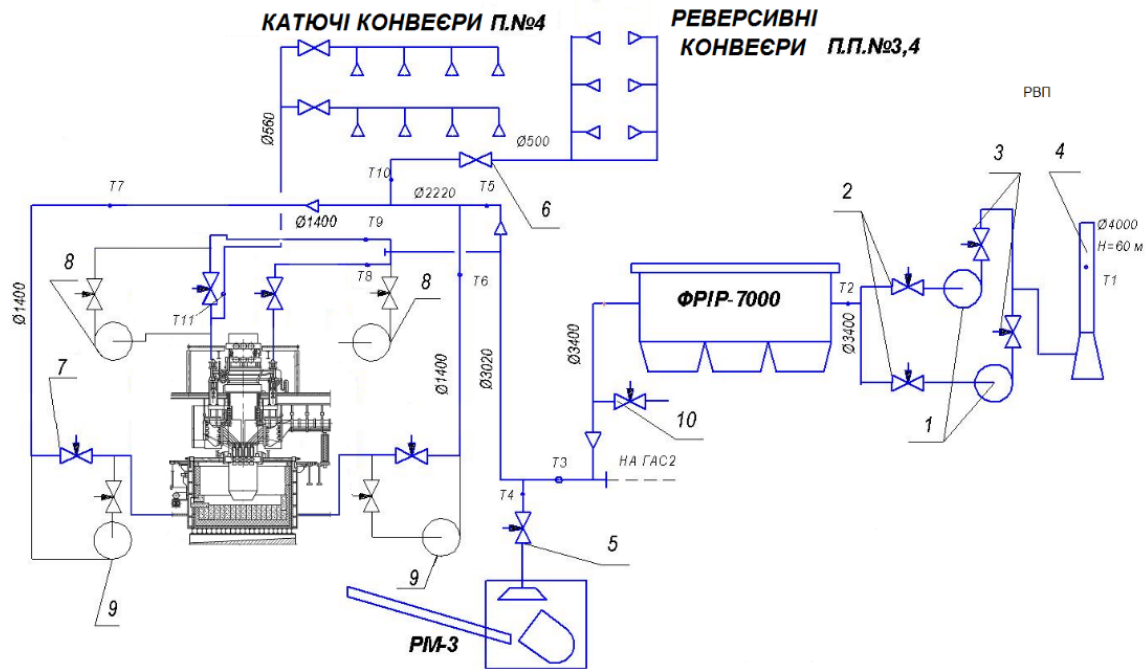 КАТЮЧІ КОНВЕЄРИ П.№4
РЕВЕРСИВНІ
КОНВЕЄРИ П.П.№3,4
РВП
Ø560
Ø500
3
4
T7
T10
Ø2220
T5
6
2
Ø4000
H=60 м
T1
Ø1400
T9
8
T8
T6
8
ФРІР-7000
T2
Ø1400
T11
Ø3400
Ø3400
Ø1400
Ø3020
7
10
1
T3
НА ГАС2
T4
5
9
9
РМ-3